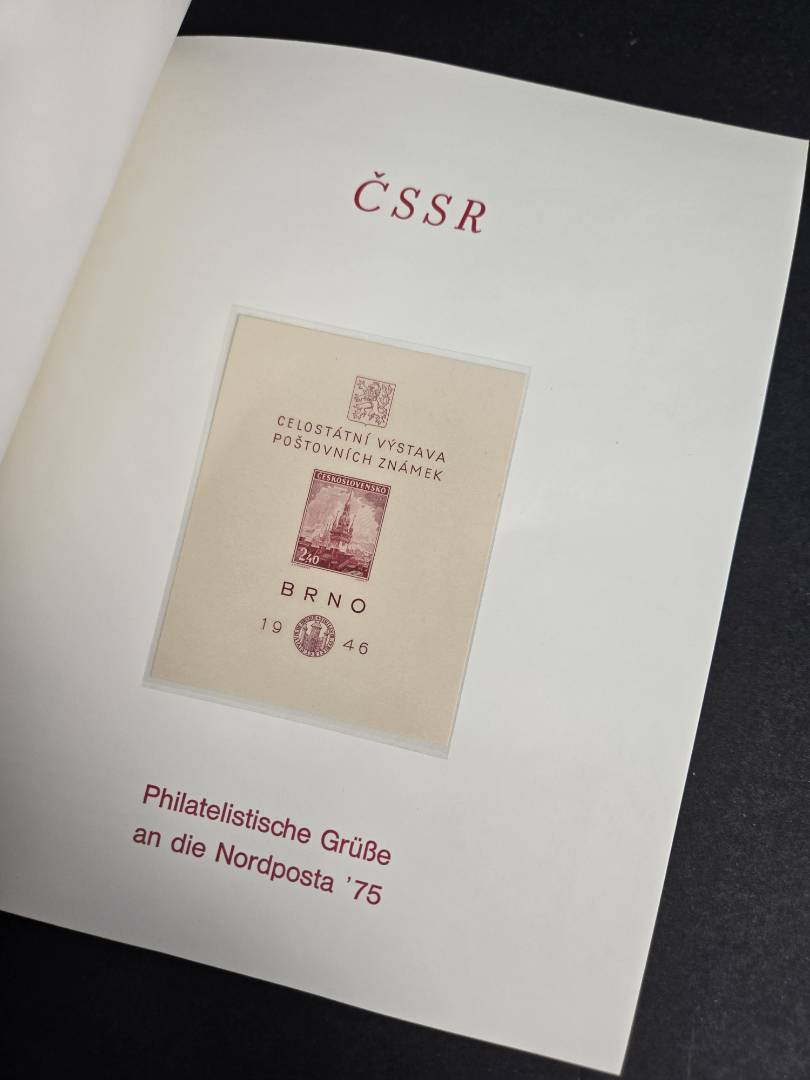 ČSSR
CELOSTÁTNÍ VÝSTAVA
POŠTOVNÍCH ZNÁMEK
ČESKOSLOVENSKO
2.40
BRNO
19 46
Philatelistische Grüße
an die Nordposta '75